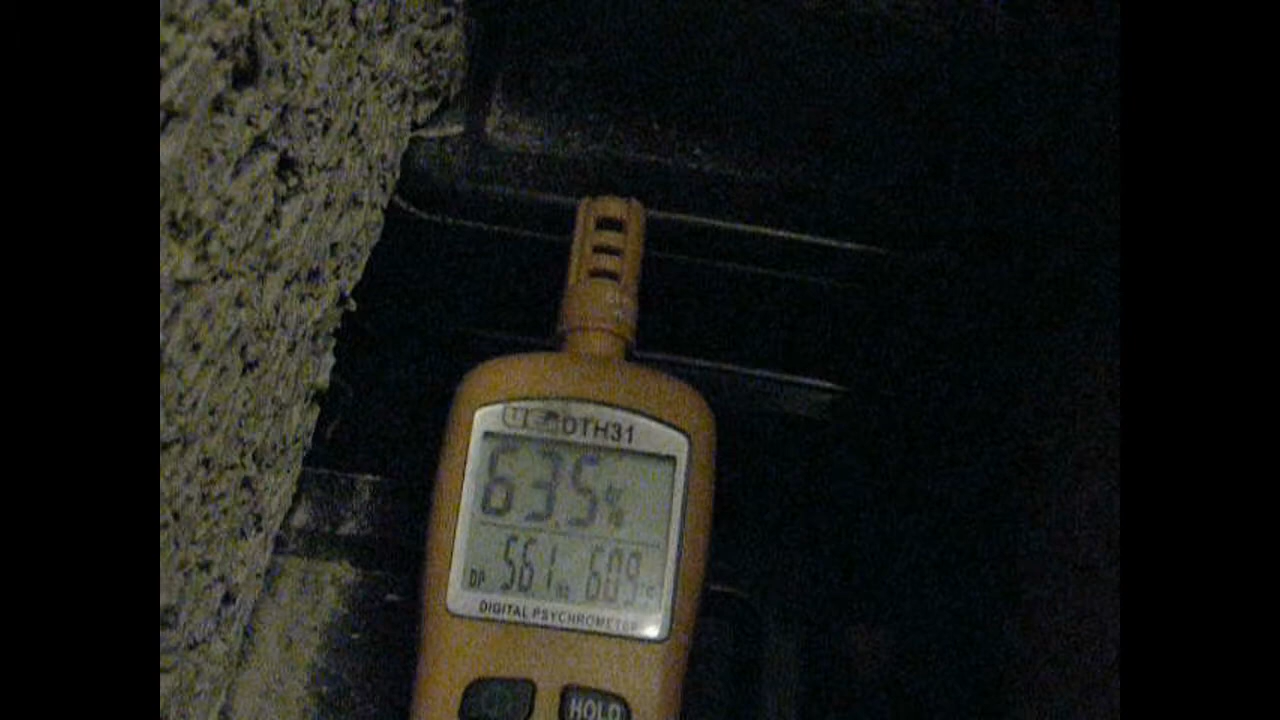 DTH31
63.5%
DP 56.1 60.9
DIGITAL PSYCHROMETER
HOLD